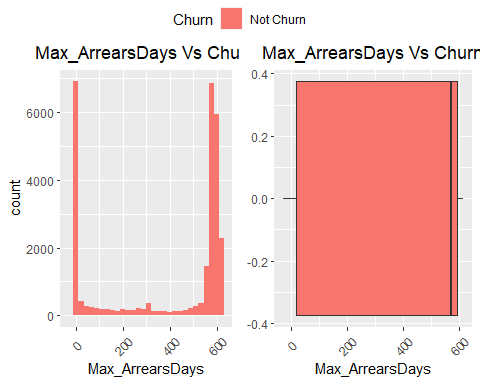 Churn Not Churn
Max_ArrearsDays Vs Chu
6000
4000
2000
0
count
0 200 400 600
Max_ArrearsDays
Max_ArrearsDays Vs Churn
0.4
0.2
0.0
-0.2
-0.4
0 200 400 600
Max_ArrearsDays